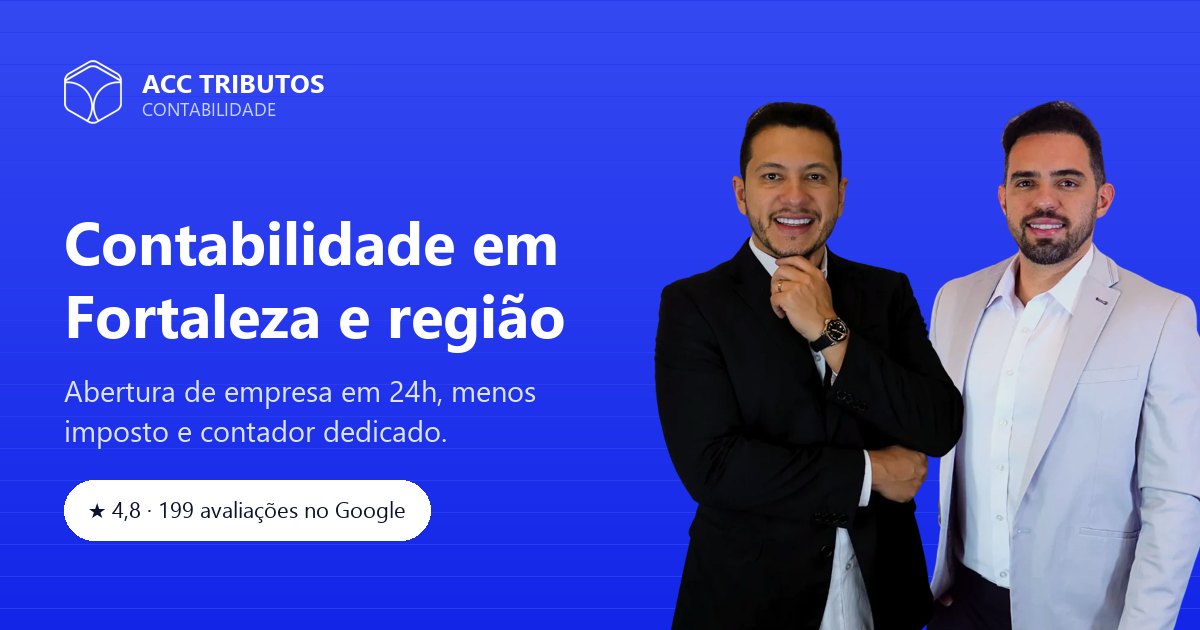 ACC TRIBUTOS
CONTABILIDADE
Contabilidade em
Fortaleza e região
Abertura de empresa em 24h, menos
imposto e contador dedicado.
★ 4,8 · 199 avaliações no Google